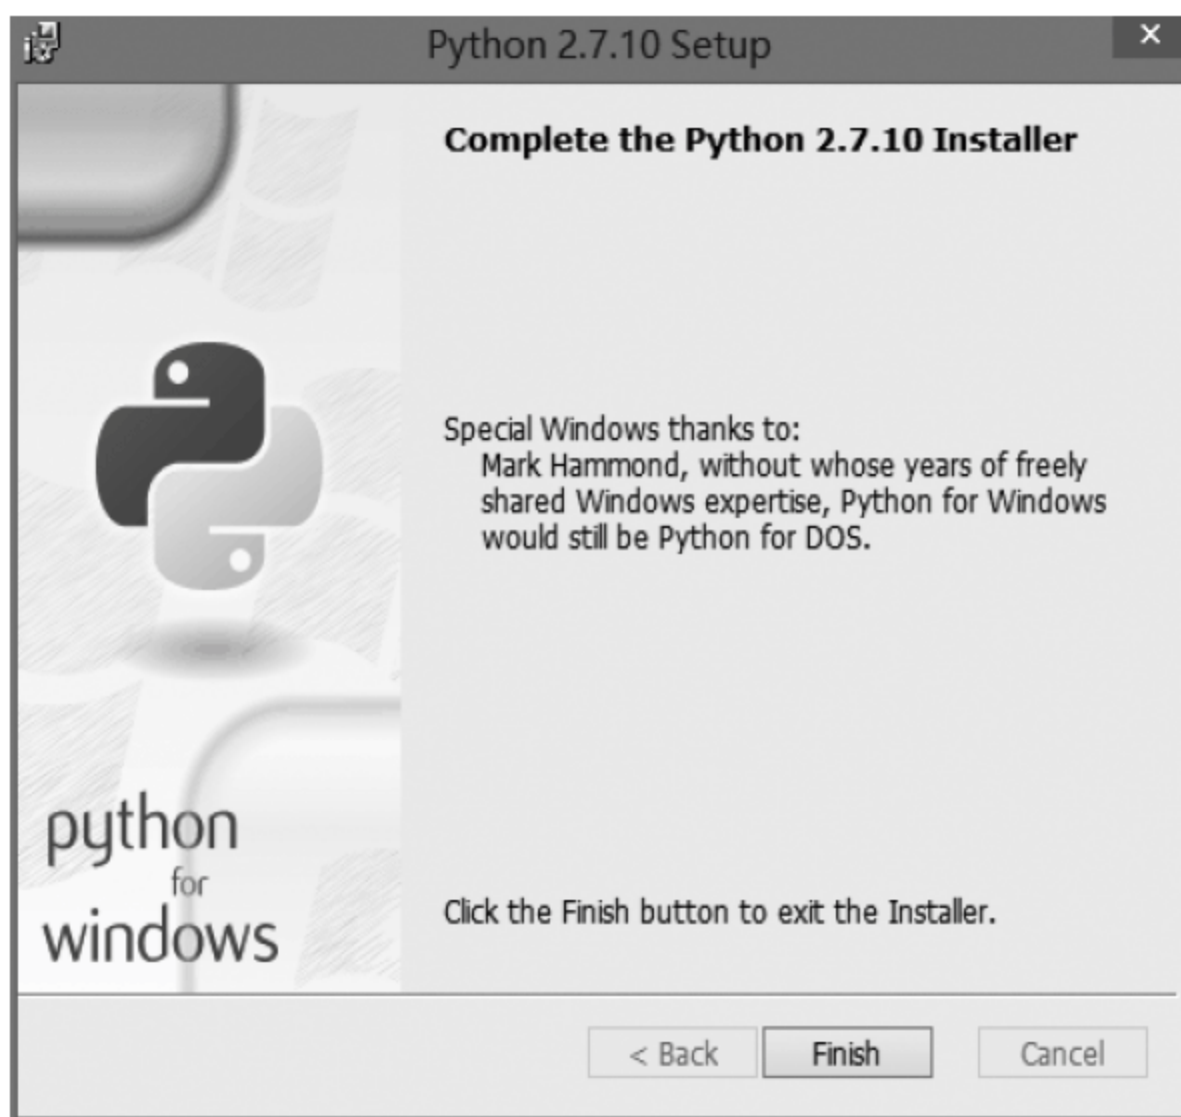 Python 2.7.10 Setup
Complete the Python 2.7.10 Installer
Special Windows thanks to:
Mark Hammond, without whose years of freely
shared Windows expertise, Python for Windows
would still be Python for DOS.
python
for
windows
Click the Finish button to exit the Installer.
< Back
Finish
Cancel